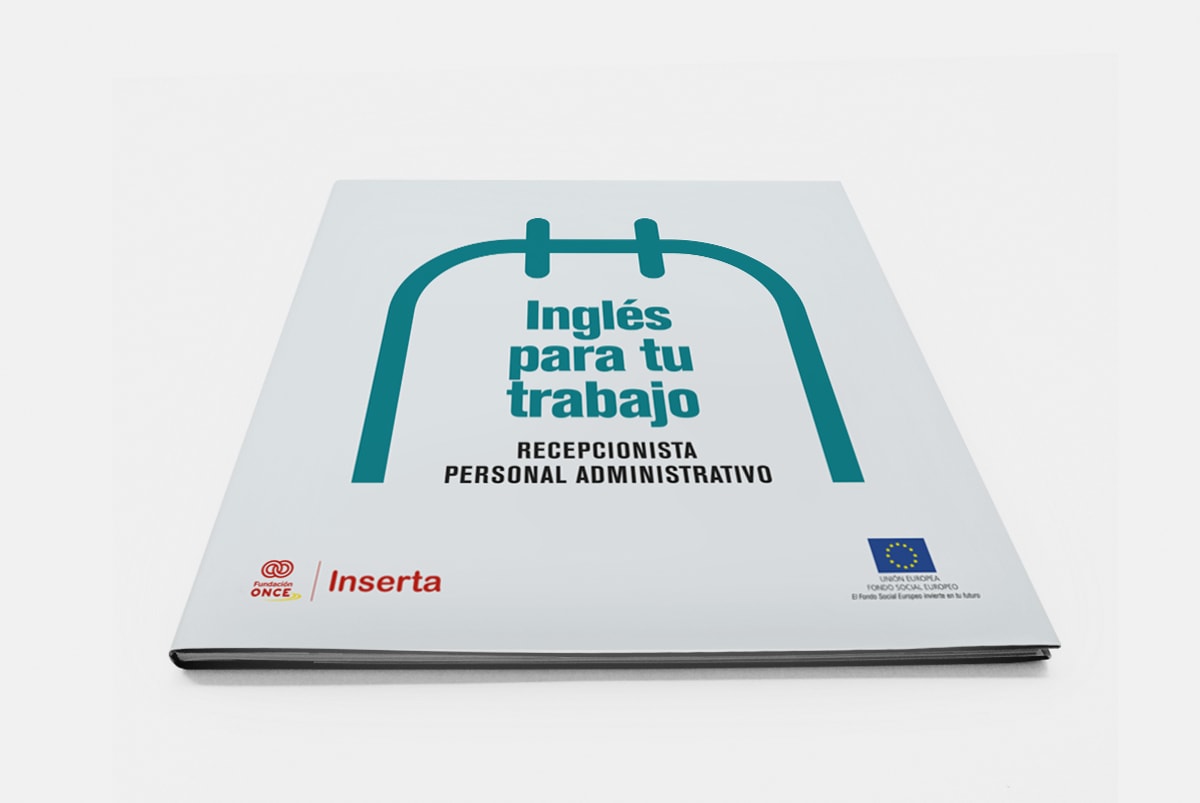 Inglés
para tu
trabajo
RECEPCIONISTA
PERSONAL ADMINISTRATIVO
Fundación
ONCE
Inserta
UNIÓN EUROPEA
FONDO SOCIAL EUROPEO
El Fondo Social Europeo invierte en tu futuro